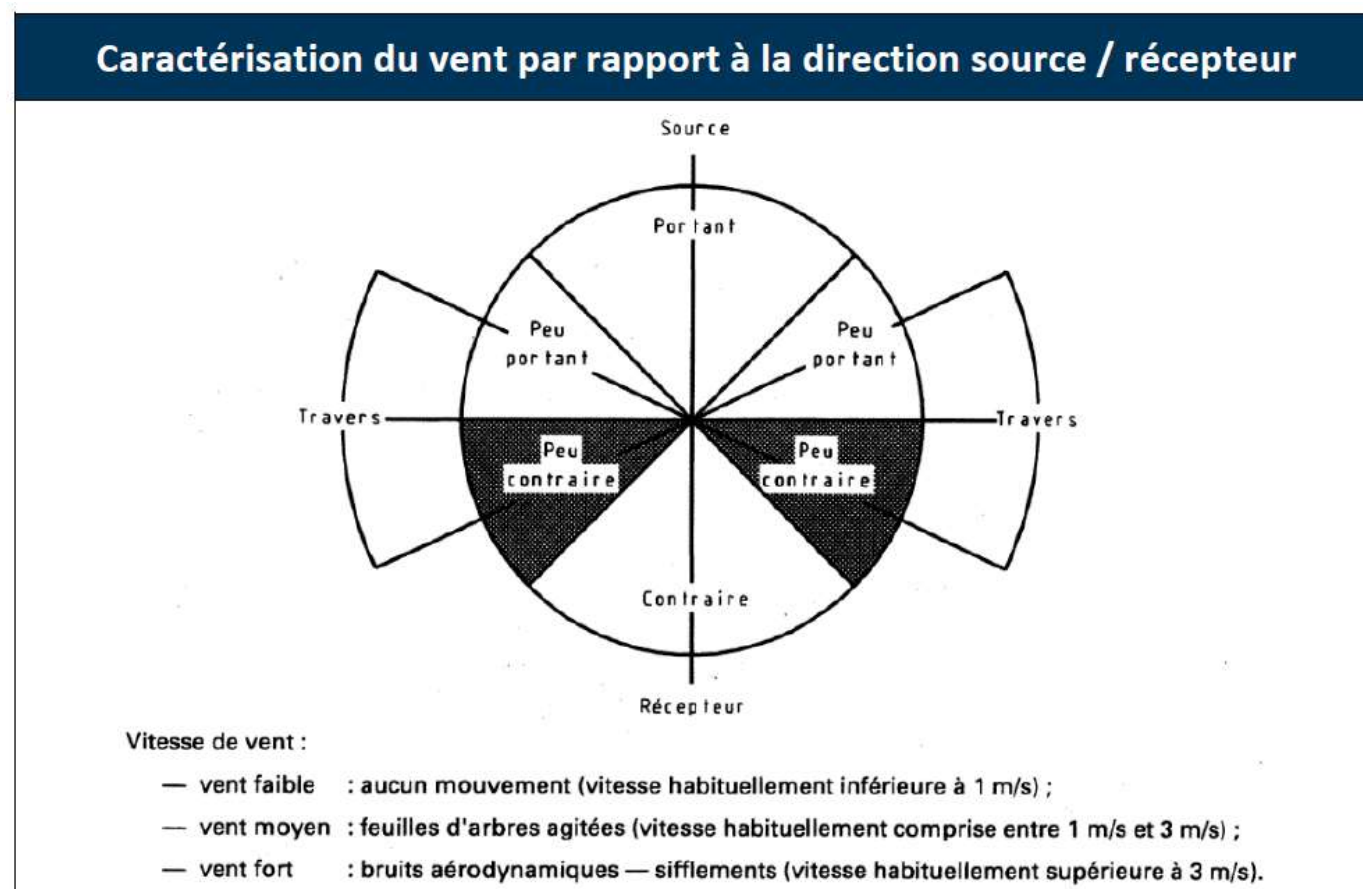 Caractérisation du vent par rapport à la direction source / récepteur
Source
Portant
Peu
portant
Peu
portant
Travers
Travers
Peu
contraire
Peu
contraire
Contraire
Récepteur
Vitesse de vent :
— vent faible : aucun mouvement (vitesse habituellement inférieure à 1 m/s) ;
— vent moyen : feuilles d'arbres agitées (vitesse habituellement comprise entre 1 m/s et 3 m/s) ;
— vent fort : bruits aérodynamiques — sifflements (vitesse habituellement supérieure à 3 m/s).